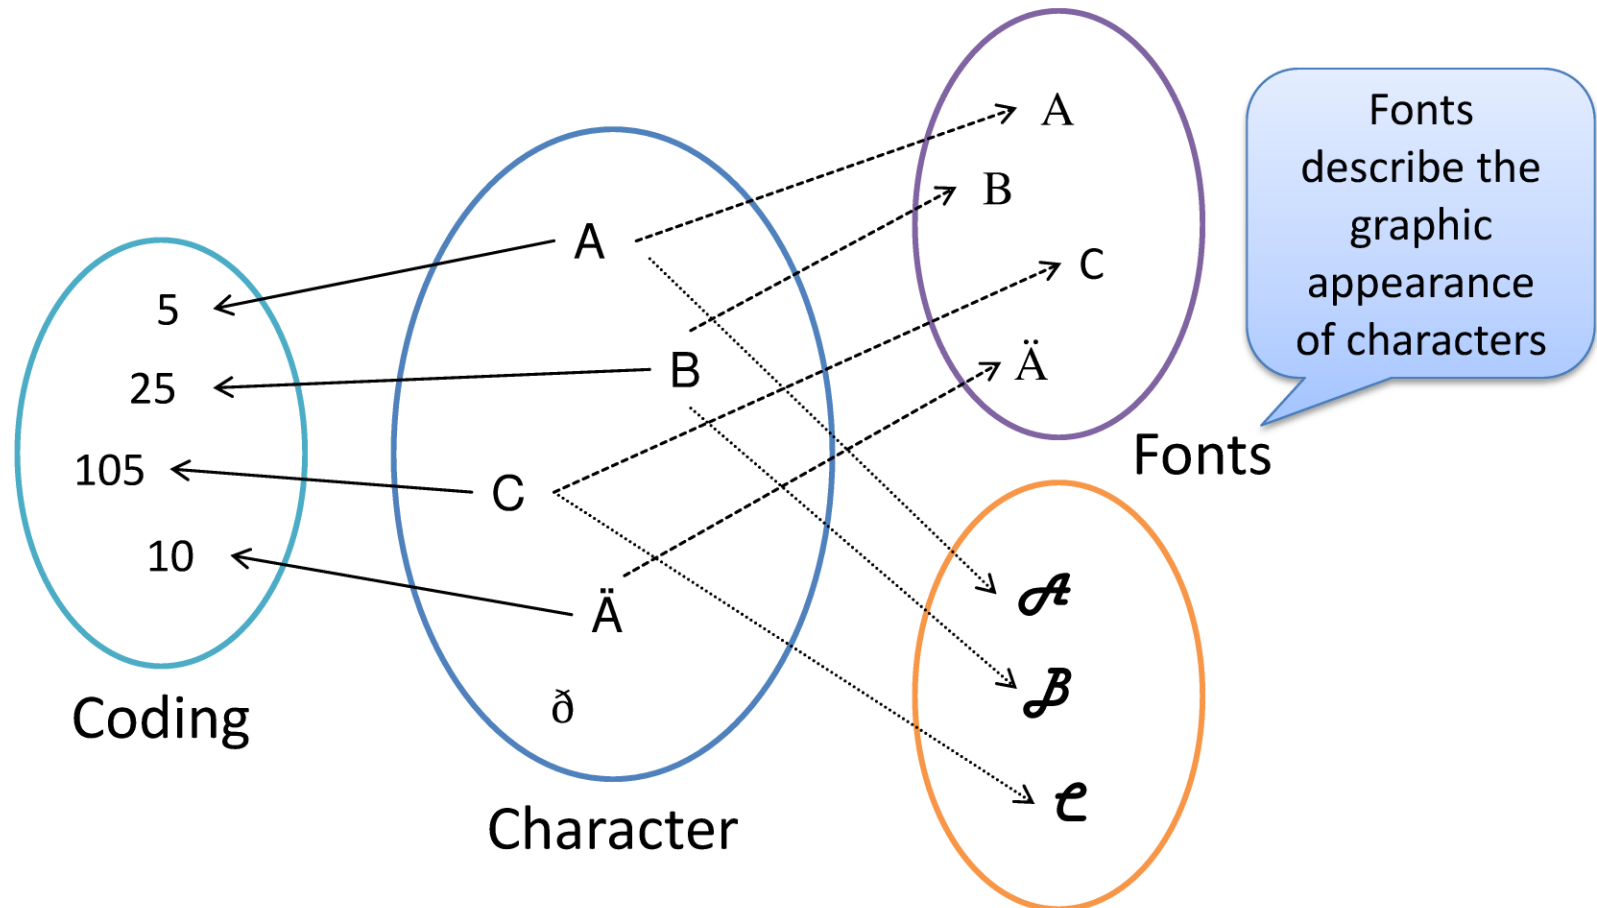 5
25
105
10
Coding
A
B
C
Ä
ð
Character
A
B
C
Ä
Fonts
𝓐
𝓑
𝓒
Fonts
describe the
graphic
appearance
of characters